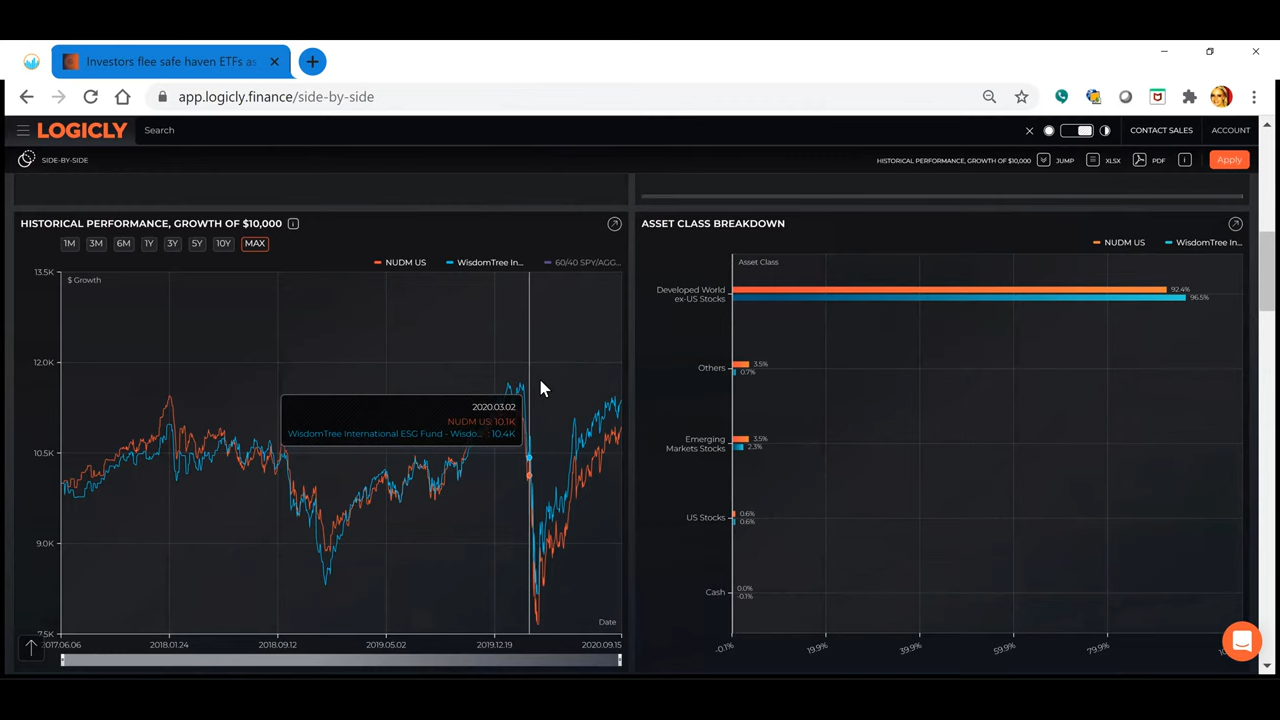 Investors flee safe haven ETFs as
app.logicly.finance/side-by-side
LOGICLY
Search
CONTACT SALES
ACCOUNT
SIDE-BY-SIDE
HISTORICAL PERFORMANCE, GROWTH OF $10,000
JUMP
XLSX
PDF
i
Apply
HISTORICAL PERFORMANCE, GROWTH OF $10,000 i
1M 3M 6M 1Y 3Y 5Y 10Y MAX
NUDM US
WisdomTree In...
60/40 SPY/AGG...
13.5K
$ Growth
12.0K
10.5K
9.0K
7.5K
2020.03.02
NUDM US: 10.1K
WisdomTree International ESG Fund - Wisdo... : 10.4K
Date
2017.06.06
2018.01.24
2018.09.12
2019.05.02
2019.12.19
2020.09.15
ASSET CLASS BREAKDOWN
NUDM US
WisdomTree In...
Asset Class
Developed World
ex-US Stocks
92.4%
96.5%
Others
3.5%
0.7%
Emerging
Markets Stocks
3.5%
2.3%
US Stocks
0.6%
0.6%
Cash
0.0%
-0.1%
-0.1%
19.9%
39.9%
59.9%
79.9%